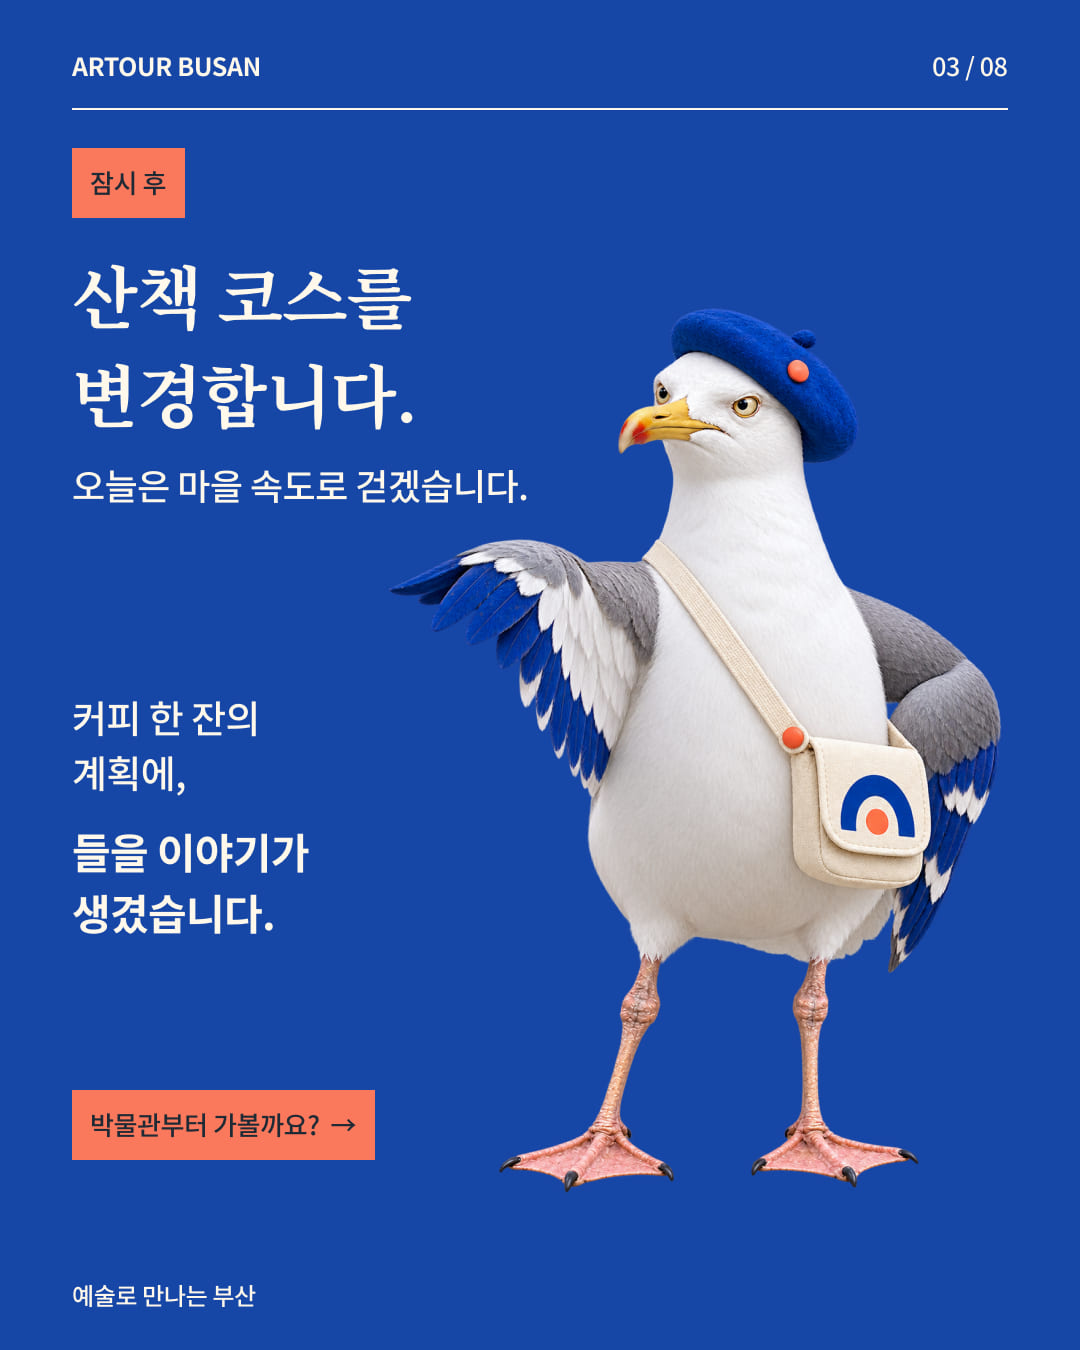 ARTOUR BUSAN
03 / 08
잠시 후
산책 코스를
변경합니다.
오늘은 마을 속도로 걷겠습니다.
커피 한 잔의
계획에,
들을 이야기가
생겼습니다.
박물관부터 가볼까요? →
예술로 만나는 부산